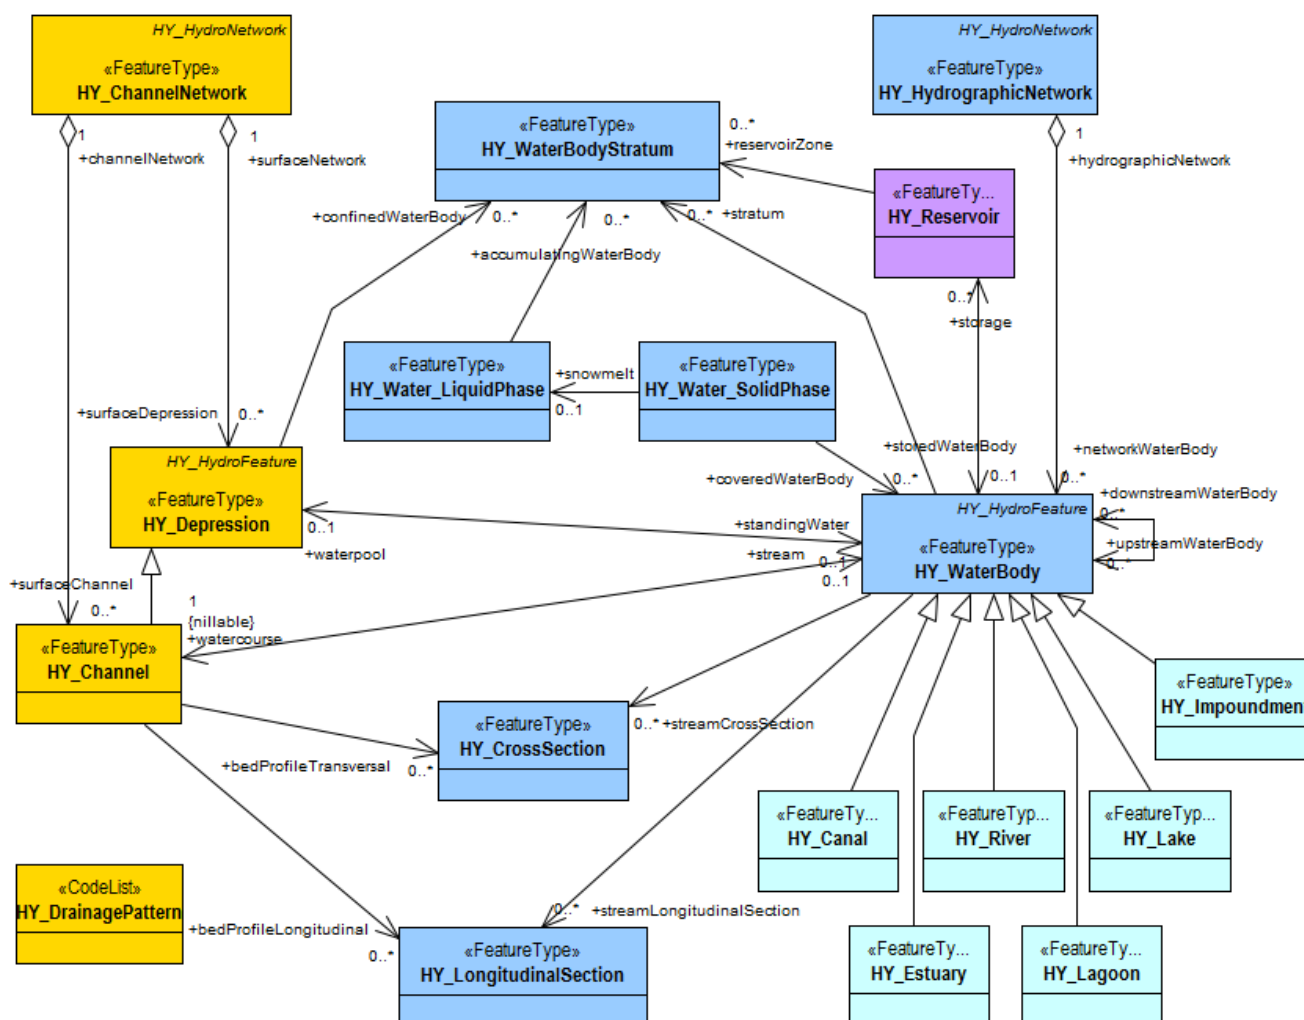 HY_HydroNetwork
«FeatureType»
HY_ChannelNetwork
HY_HydroNetwork
«FeatureType»
HY_HydrographicNetwork
1
+channelNetwork
1
+surfaceNetwork
«FeatureType»
HY_WaterBodyStratum
0..*
+reservoirZone
1
+hydrographicNetwork
«FeatureTy...
HY_Reservoir
+confinedWaterBody
0..*
0..*
0..*
+stratum
+accumulatingWaterBody
0..*
+storage
«FeatureType»
HY_Water_LiquidPhase
+snowmelt
0..1
«FeatureType»
HY_Water_SolidPhase
+surfaceDepression
0..*
+storedWaterBody
0..1
+networkWaterBody
0..*
+coveredWaterBody
0..*
HY_HydroFeature
«FeatureType»
HY_Depression
0..1
+waterpool
+standingWater
0..1
+stream
0..1
HY_HydroFeature
«FeatureType»
HY_WaterBody
+downstreamWaterBody
0..*
+upstreamWaterBody
0..*
+surfaceChannel
0..*
1
{nillable}
+watercourse
«FeatureType»
HY_Channel
«FeatureType»
HY_Impoundment
«FeatureType»
HY_CrossSection
0..*
+streamCrossSection
+bedProfileTransversal
0..*
«FeatureTy...
HY_Canal
«FeatureTyp...
HY_River
«FeatureTyp...
HY_Lake
«CodeList»
HY_DrainagePattern
+bedProfileLongitudinal
0..*
0..*
+streamLongitudinalSection
«FeatureType»
HY_LongitudinalSection
«FeatureTy...
HY_Estuary
«FeatureTy...
HY_Lagoon